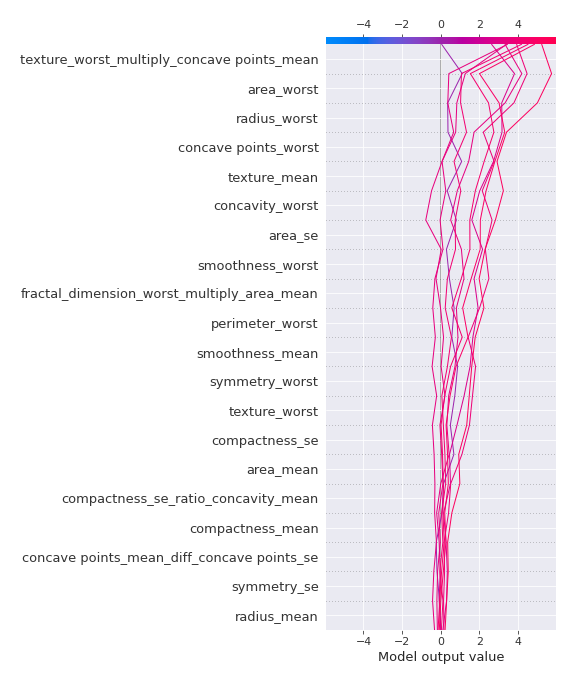 −4 −2 0 2 4
texture_worst_multiply_concave points_mean
area_worst
radius_worst
concave points_worst
texture_mean
concavity_worst
area_se
smoothness_worst
fractal_dimension_worst_multiply_area_mean
perimeter_worst
smoothness_mean
symmetry_worst
texture_worst
compactness_se
area_mean
compactness_se_ratio_concavity_mean
compactness_mean
concave points_mean_diff_concave points_se
symmetry_se
radius_mean
−4 −2 0 2 4
Model output value